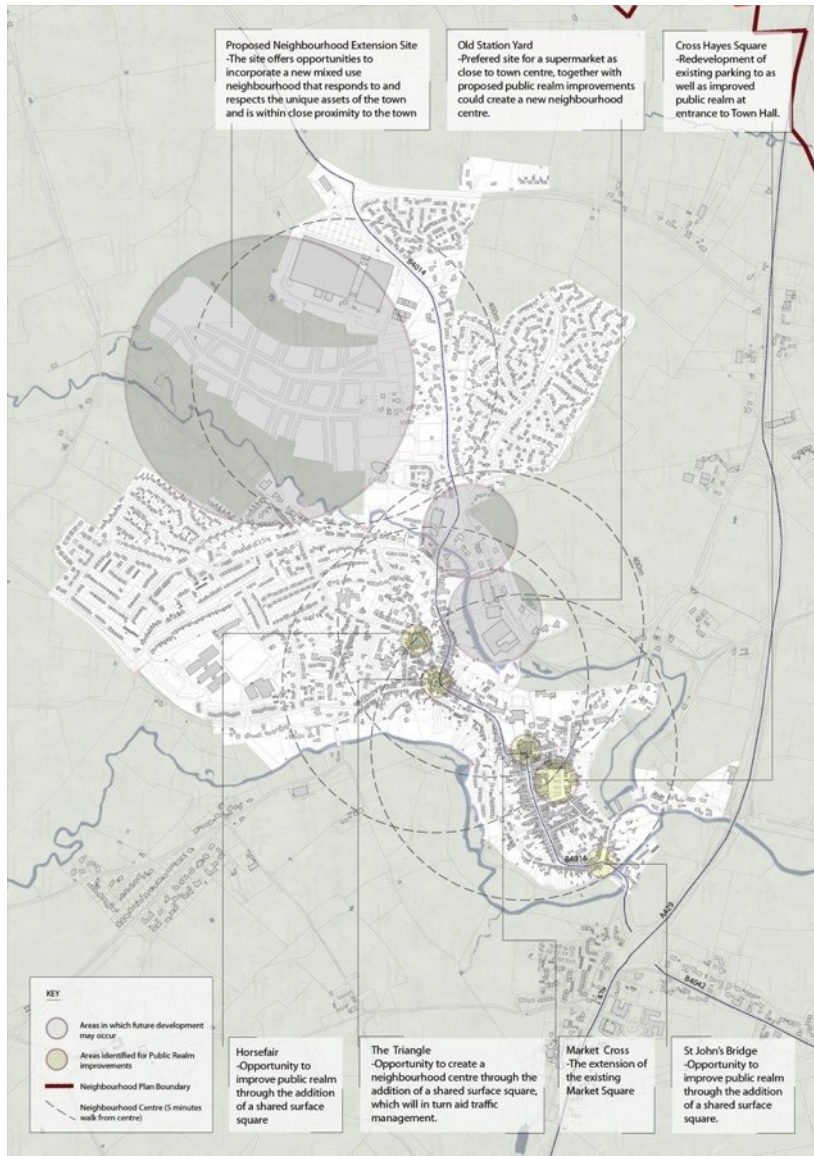 Proposed Neighbourhood Extension Site
-The site offers opportunities to
incorporate a new mixed use
neighbourhood that responds to and
respects the unique assets of the town
and is within close proximity to the town
Old Station Yard
-Prefered site for a supermarket as
close to town centre, together with
proposed public realm improvements
could create a new neighbourhood
centre.
Cross Hayes Square
-Redevelopment of
existing parking to as
well as improved
public realm at
entrance to Town Hall.
B4014
400m
400m
B4014
A429
B4042
A429
KEY
Areas in which future development
may occur
Areas identified for Public Realm
improvements
Neighbourhood Plan Boundary
Neighbourhood Centre (5 minutes
walk from centre)
Horsefair
-Opportunity to
improve public realm
through the addition
of a shared surface
square
The Triangle
-Opportunity to create a
neighbourhood centre through the
addition of a shared surface square,
which will in turn aid traffic
management.
Market Cross
-The extension of
the existing
Market Square
St John's Bridge
-Opportunity to
improve public realm
through the addition
of a shared surface
square.